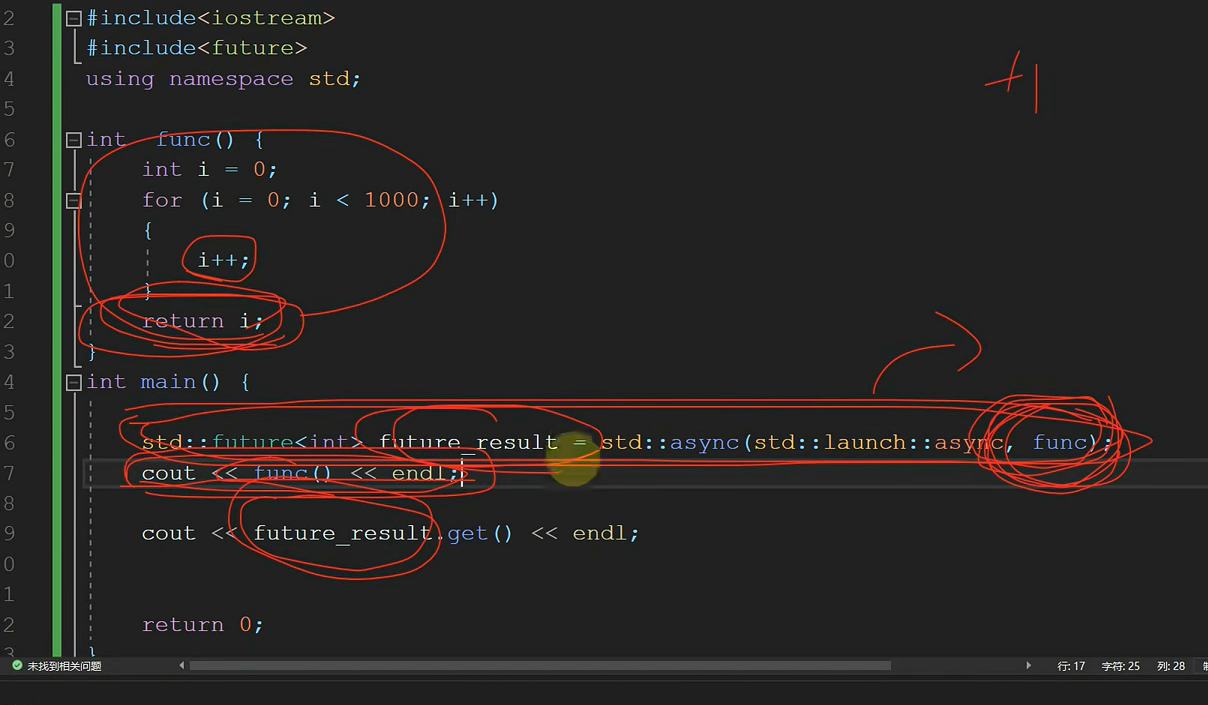 2 #include<iostream>
3 #include<future>
4 using namespace std;
5
6 int func() {
7 int i = 0;
8 for (i = 0; i < 1000; i++)
9 {
0 i++;
1 }
2 return i;
3 }
4 int main() {
5
6 std::future<int> future_result = std::async(std::launch::async, func);
7 cout << func() << endl;
8
9 cout << future_result.get() << endl;
0
1
2 return 0;
3 }
未找到相关问题 行: 17 字符: 25 列: 28